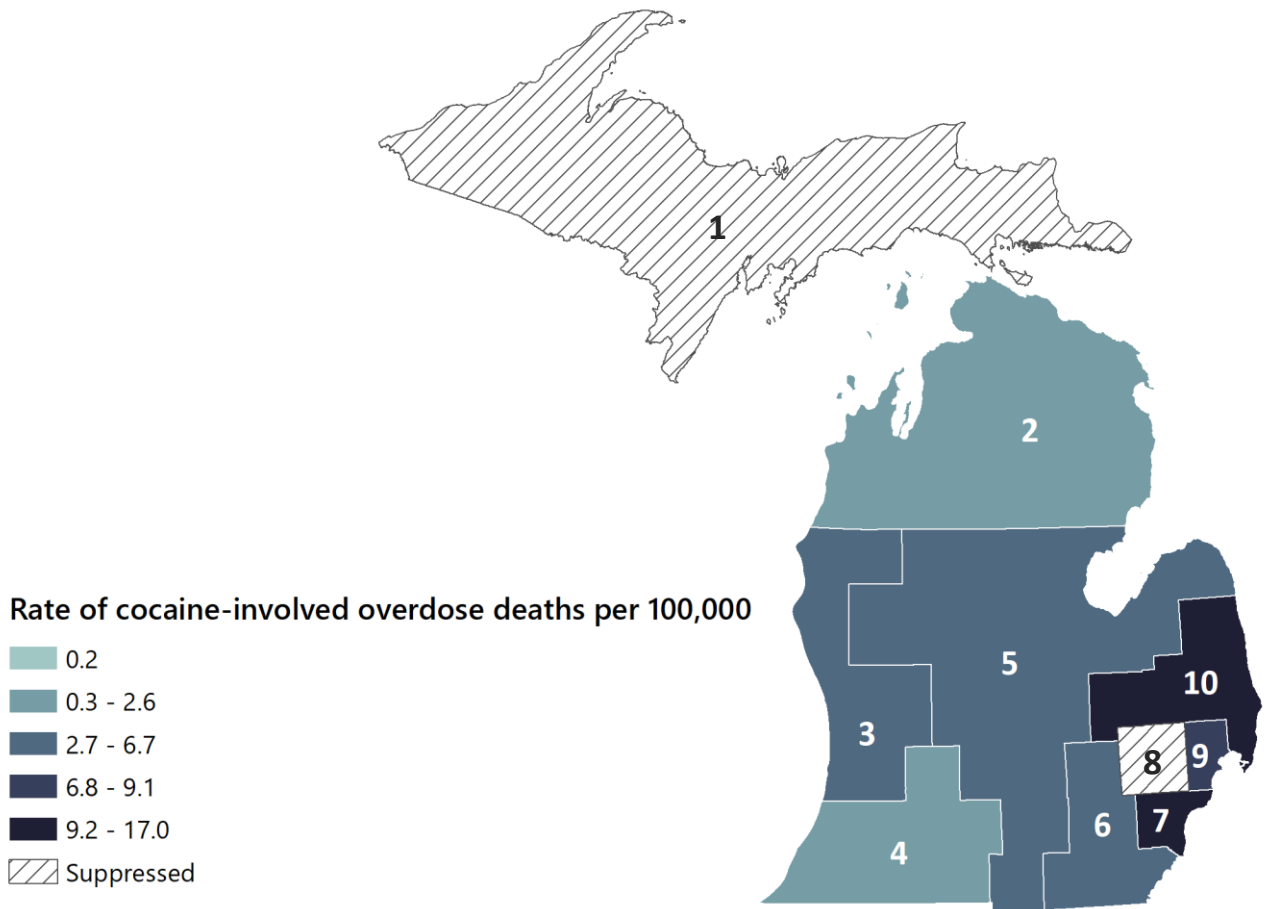 1
2
Rate of cocaine-involved overdose deaths per 100,000
0.2
0.3 - 2.6
2.7 - 6.7
6.8 - 9.1
9.2 - 17.0
Suppressed
5
10
3
8
9
7
6
4